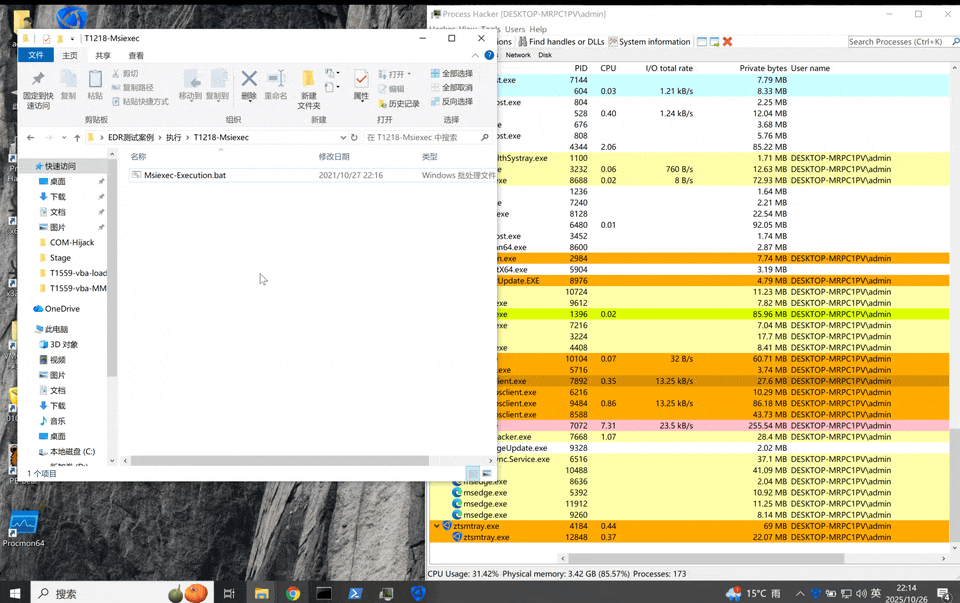 T1218-Msiexec
文件 主页 共享 查看
固定到快速访问
复制
粘贴
剪切
复制路径
粘贴快捷方式
剪贴板
移动到
复制到
删除
重命名
组织
新建
文件夹
新建
属性
打开
编辑
历史记录
打开
全部选择
全部取消
反向选择
选择
EDR测试案例 > 执行 > T1218-Msiexec
在 T1218-Msiexec 中搜索
名称 修改日期 类型
Msiexec-Execution.bat 2021/10/27 22:16 Windows 批处理文件
快速访问
桌面
下载
文档
图片
COM-Hijack
Stage
T1559-vba-load
T1559-vba-MM
OneDrive
此电脑
3D 对象
视频
图片
文档
下载
音乐
桌面
本地磁盘 (C:)
1 个项目
Procmon64
Process Hacker [DESKTOP-MRPC1PV\admin]
Hacker View Tools Users Help
Find handles or DLLs System information Search Processes (Ctrl+K)
Network Disk
PID CPU I/O total rate Private bytes User name
7144 7.79 MB
604 0.03 1.21 kB/s 8.33 MB
804 2.25 MB
528 0.40 1.24 kB/s 12.04 MB
676 3.68 MB
808 5.76 MB
4344 2.06 85.22 MB
lthSystray.exe 1100 1.71 MB DESKTOP-MRPC1PV\admin
3232 0.06 760 B/s 12.63 MB DESKTOP-MRPC1PV\admin
8688 0.02 8 B/s 72.93 MB DESKTOP-MRPC1PV\admin
1236 1.64 MB
7240 2.21 MB
8128 22.54 MB
6480 0.01 92.05 MB
3452 1.74 MB
8600 2.87 MB
2984 7.74 MB DESKTOP-MRPC1PV\admin
tX64.exe 5904 3.19 MB
Update.EXE 8976 4.79 MB DESKTOP-MRPC1PV\admin
10724 11.23 MB DESKTOP-MRPC1PV\admin
9612 7.82 MB DESKTOP-MRPC1PV\admin
1396 0.02 85.96 MB DESKTOP-MRPC1PV\admin
7216 7.04 MB DESKTOP-MRPC1PV\admin
3224 17.7 MB DESKTOP-MRPC1PV\admin
4408 8.41 MB DESKTOP-MRPC1PV\admin
10104 0.07 32 B/s 60.71 MB DESKTOP-MRPC1PV\admin
5716 3.74 MB DESKTOP-MRPC1PV\admin
7892 0.35 13.25 kB/s 27.6 MB DESKTOP-MRPC1PV\admin
sclient.exe 6216 10.29 MB DESKTOP-MRPC1PV\admin
sclient.exe 9484 0.86 13.25 kB/s 86.18 MB DESKTOP-MRPC1PV\admin
sclient.exe 8588 43.73 MB DESKTOP-MRPC1PV\admin
7072 7.31 23.5 kB/s 255.54 MB DESKTOP-MRPC1PV\admin
acker.exe 7668 1.07 28.4 MB DESKTOP-MRPC1PV\admin
geUpdate.exe 9328 2.02 MB
nc.Service.exe 6516 37.1 MB DESKTOP-MRPC1PV\admin
10488 41.09 MB DESKTOP-MRPC1PV\admin
msedge.exe 8636 2.04 MB DESKTOP-MRPC1PV\admin
msedge.exe 5392 10.92 MB DESKTOP-MRPC1PV\admin
msedge.exe 11912 11.25 MB DESKTOP-MRPC1PV\admin
msedge.exe 9260 8.14 MB DESKTOP-MRPC1PV\admin
ztsmtray.exe 4184 0.44 69 MB DESKTOP-MRPC1PV\admin
ztsmtray.exe 12848 0.37 22.07 MB DESKTOP-MRPC1PV\admin
CPU Usage: 31.42% Physical memory: 3.42 GB (85.57%) Processes: 173
搜索
15°C 雨
英
22:14
2025/10/26